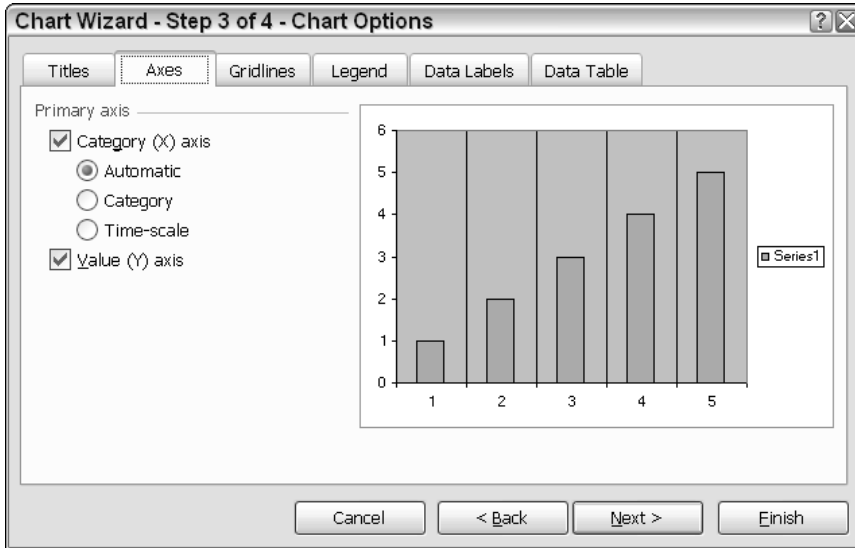 Chart Wizard - Step 3 of 4 - Chart Options
Titles Axes Gridlines Legend Data Labels Data Table
Primary axis
Category (X) axis
Automatic
Category
Time-scale
Value (Y) axis
6
5
4
3
2
1
0
1 2 3 4 5
Series1
Cancel < Back Next > Finish